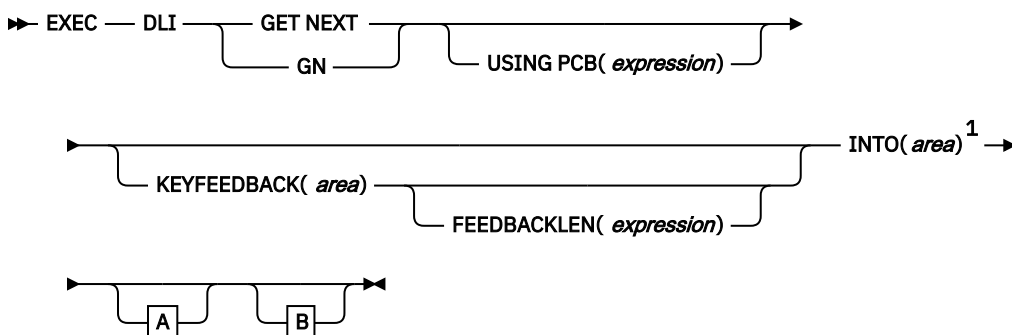 EXEC DLI GET NEXT
GN USING PCB( expression)
INTO( area) 1
KEYFEEDBACK( area)
FEEDBACKLEN( expression)
A B